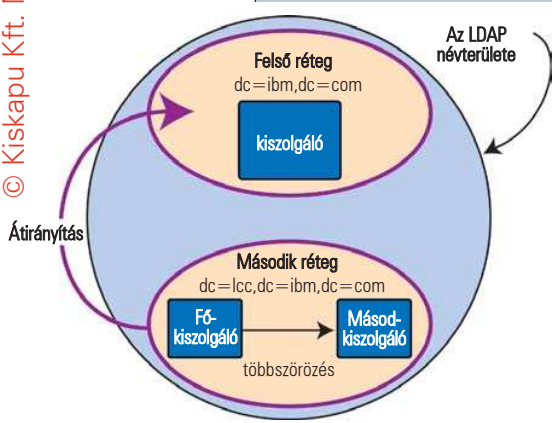 © Kiskapu Kft.
Az LDAP
névterülete
Felső réteg
dc=ibm,dc=com
kiszolgáló
Átirányítás
Második réteg
dc=lcc,dc=ibm,dc=com
Fő-
kiszolgáló
Másod-
kiszolgáló
többszörözés